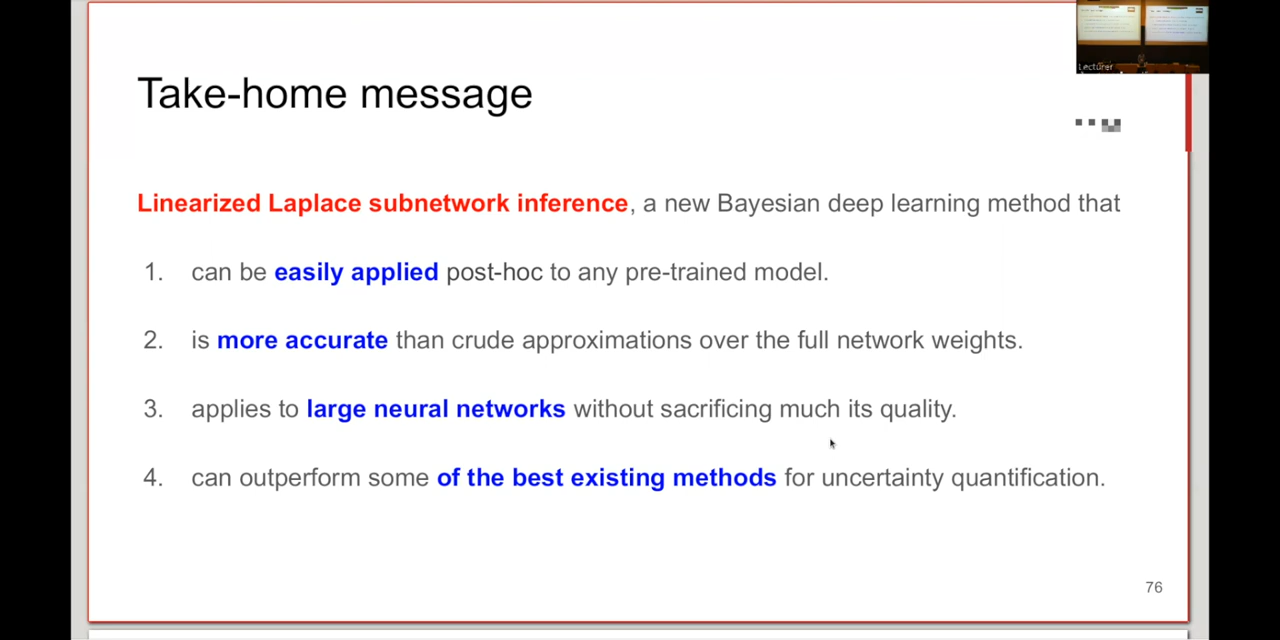 Lecturer
Take-home message
Linearized Laplace subnetwork inference, a new Bayesian deep learning method that
1. can be easily applied post-hoc to any pre-trained model.
2. is more accurate than crude approximations over the full network weights.
3. applies to large neural networks without sacrificing much its quality.
4. can outperform some of the best existing methods for uncertainty quantification.
76